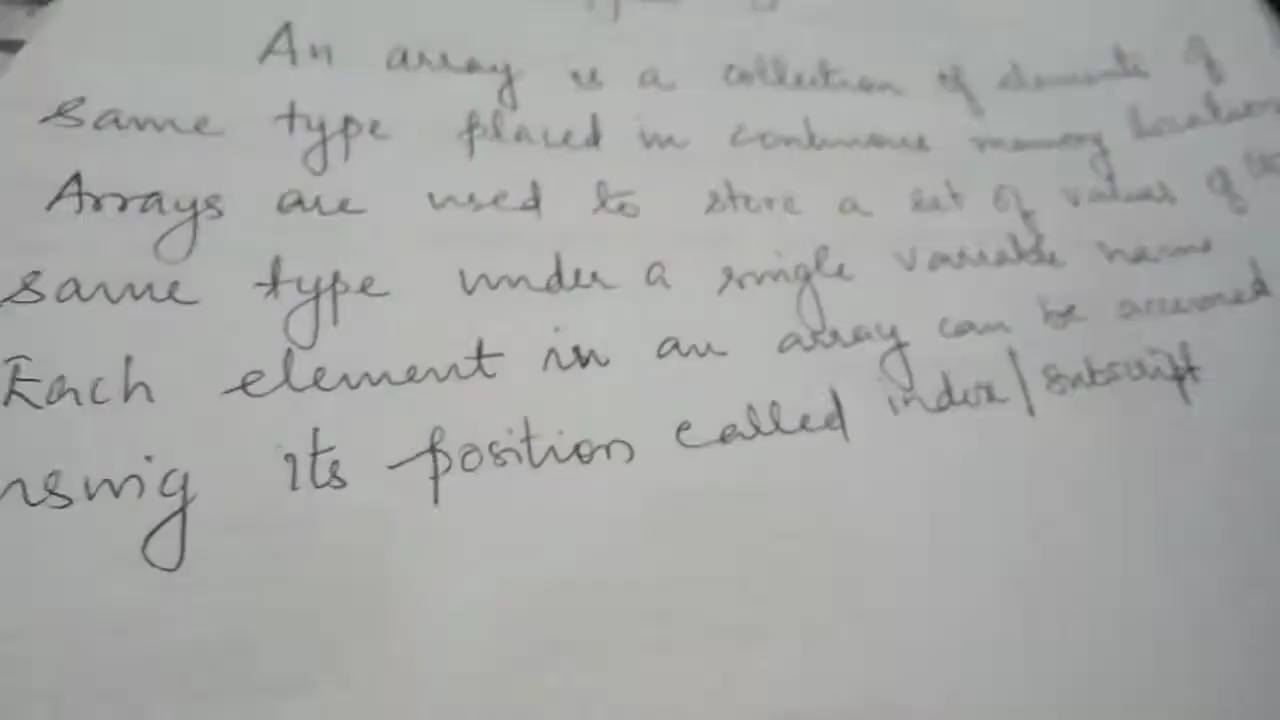 An array is a collection of elements of
same type placed in continuous memory locations
Arrays are used to store a set of values of
same type under a single variable name
Each element in an array can be accessed
using its position called index/subscript